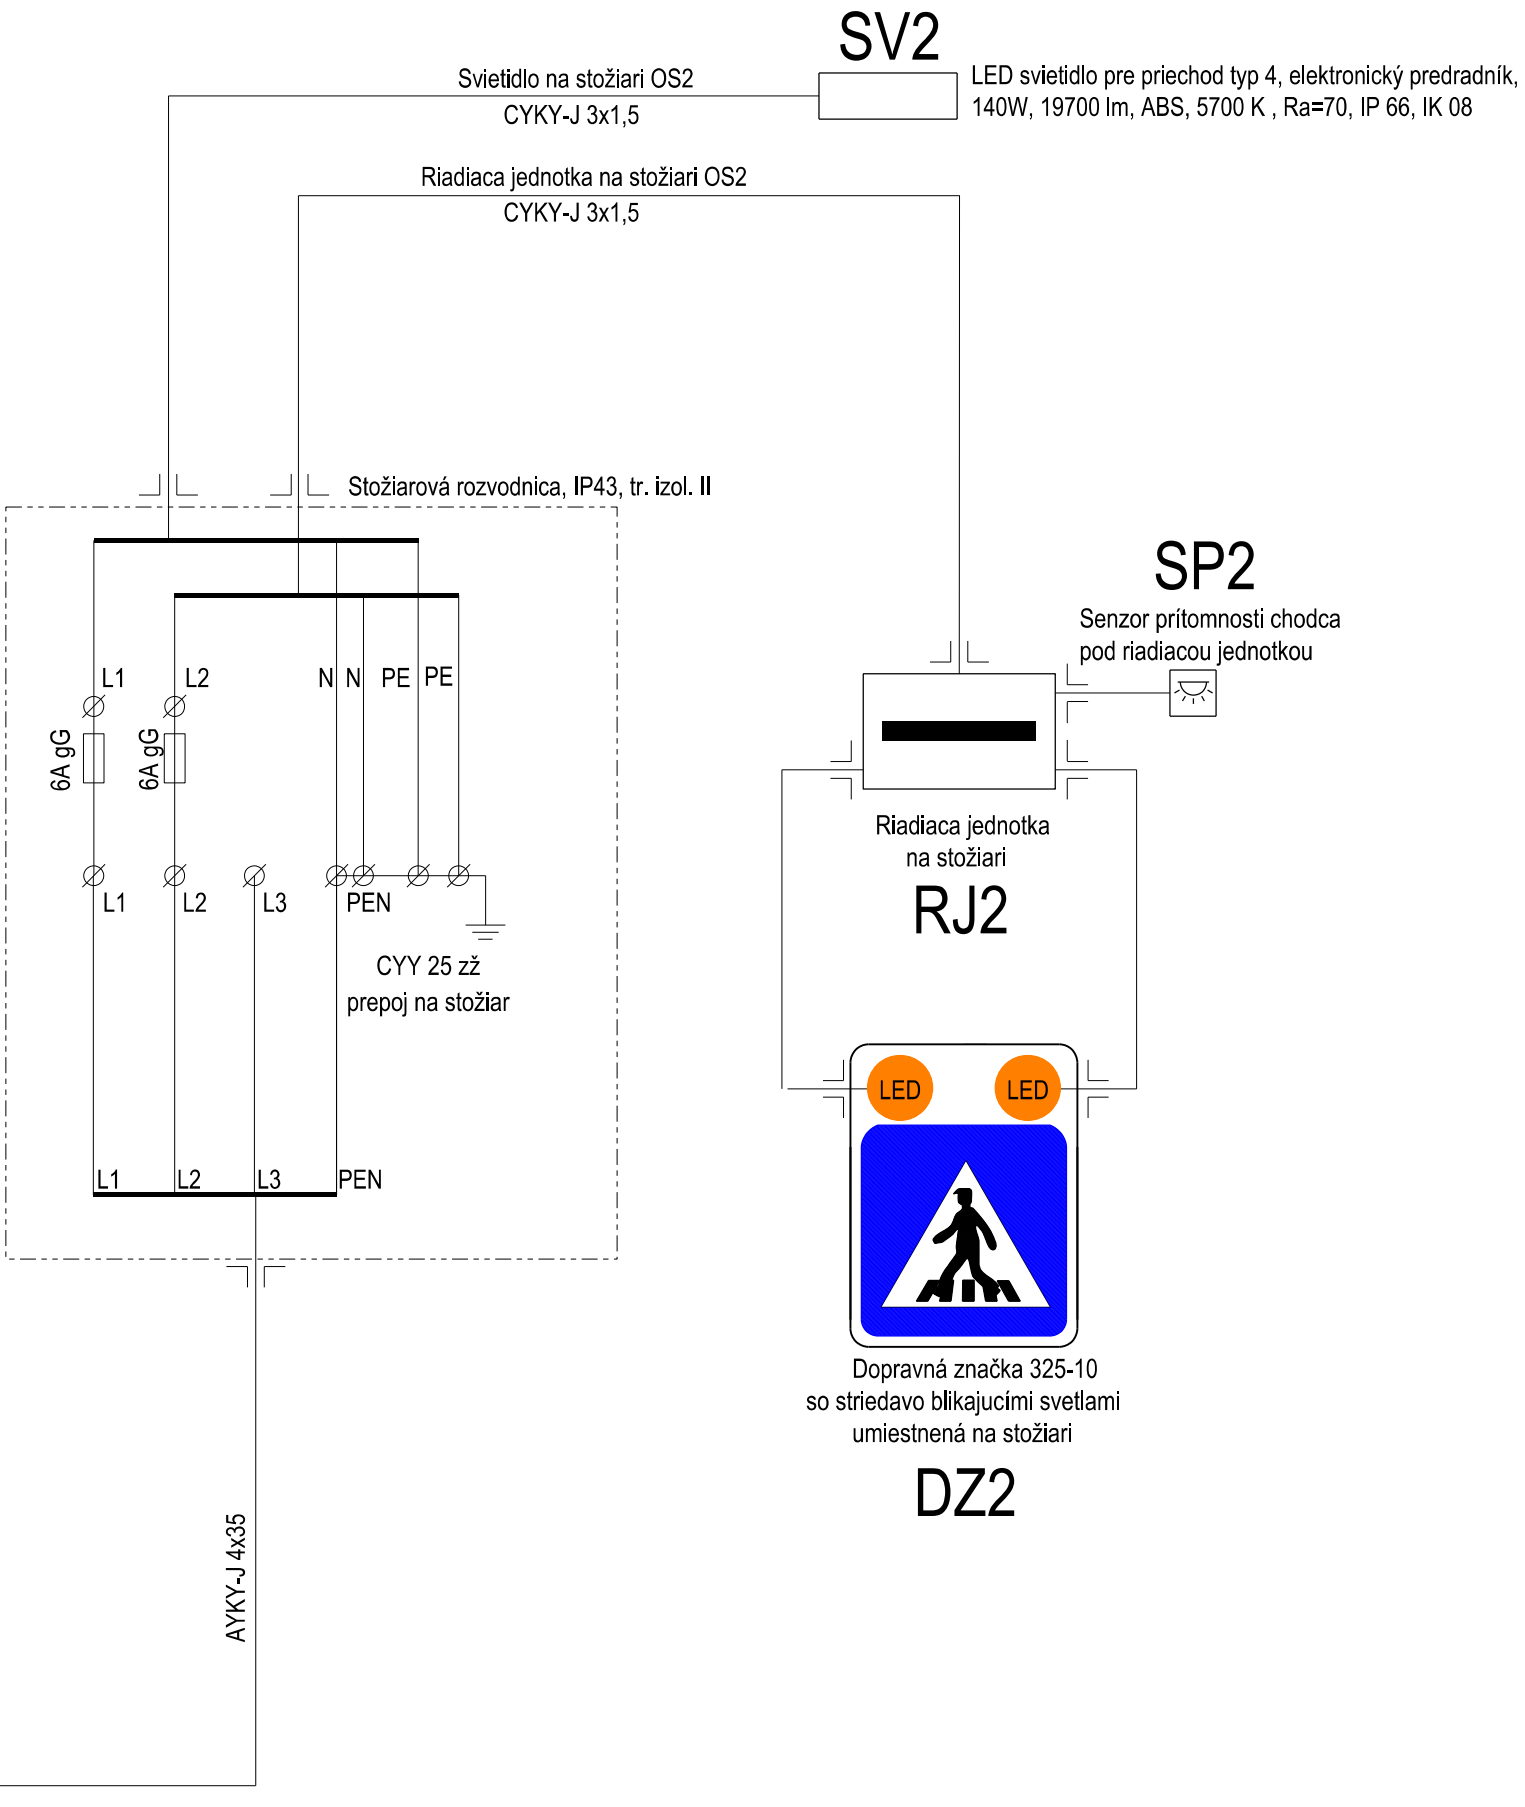 SV2
Svietidlo na stožiari OS2
CYKY-J 3x1,5
LED svietidlo pre priechod typ 4, elektronický predradník,
140W, 19700 lm, ABS, 5700 K , Ra=70, IP 66, IK 08
Riadiaca jednotka na stožiari OS2
CYKY-J 3x1,5
Stožiarová rozvodnica, IP43, tr. izol. II
SP2
Senzor prítomnosti chodca
pod riadiacou jednotkou
L1 L2 N N PE PE
6A gG 6A gG
Riadiaca jednotka
na stožiari
RJ2
L1 L2 L3 PEN
CYY 25 zž
prepoj na stožiar
LED LED
L1 L2 L3 PEN
Dopravná značka 325-10
so striedavo blikajucími svetlami
umiestnená na stožiari
DZ2
AYKY-J 4x35